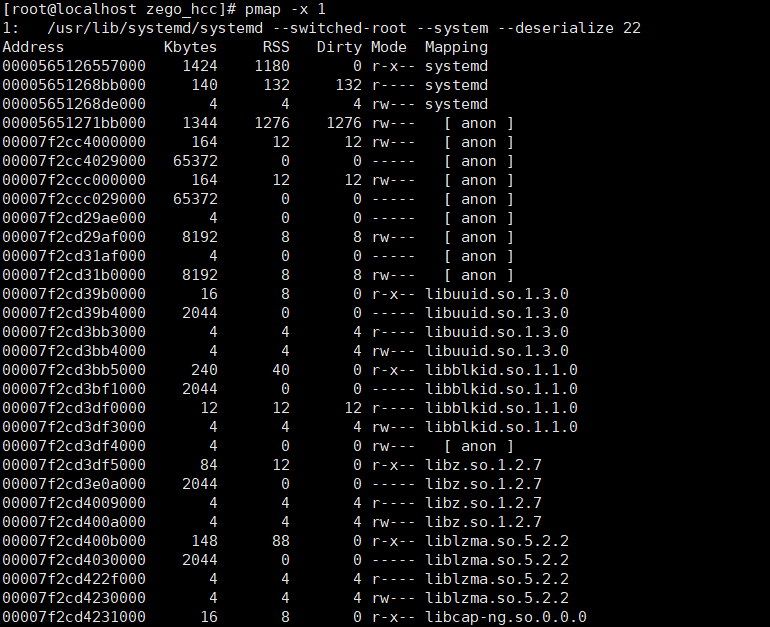 [root@localhost zego_hcc]# pmap -x 1
1:   /usr/lib/systemd/systemd --switched-root --system --deserialize 22
Address           Kbytes     RSS   Dirty Mode  Mapping
0000565126557000    1424    1180       0 r-x-- systemd
00005651268bb000     140     132     132 r---- systemd
00005651268de000       4       4       4 rw--- systemd
00005651271bb000    1344    1276    1276 rw---   [ anon ]
00007f2cc4000000     164      12      12 rw---   [ anon ]
00007f2cc4029000   65372       0       0 -----   [ anon ]
00007f2ccc000000     164      12      12 rw---   [ anon ]
00007f2ccc029000   65372       0       0 -----   [ anon ]
00007f2cd29ae000       4       0       0 -----   [ anon ]
00007f2cd29af000    8192       8       8 rw---   [ anon ]
00007f2cd31af000       4       0       0 -----   [ anon ]
00007f2cd31b0000    8192       8       8 rw---   [ anon ]
00007f2cd39b0000      16       8       0 r-x-- libuuid.so.1.3.0
00007f2cd39b4000    2044       0       0 ----- libuuid.so.1.3.0
00007f2cd3bb3000       4       4       4 r---- libuuid.so.1.3.0
00007f2cd3bb4000       4       4       4 rw--- libuuid.so.1.3.0
00007f2cd3bb5000     240      40       0 r-x-- libblkid.so.1.1.0
00007f2cd3bf1000    2044       0       0 ----- libblkid.so.1.1.0
00007f2cd3df0000      12      12      12 r---- libblkid.so.1.1.0
00007f2cd3df3000       4       4       4 rw--- libblkid.so.1.1.0
00007f2cd3df4000       4       0       0 rw---   [ anon ]
00007f2cd3df5000      84      12       0 r-x-- libz.so.1.2.7
00007f2cd3e0a000    2044       0       0 ----- libz.so.1.2.7
00007f2cd4009000       4       4       4 r---- libz.so.1.2.7
00007f2cd400a000       4       4       4 rw--- libz.so.1.2.7
00007f2cd400b000     148      88       0 r-x-- liblzma.so.5.2.2
00007f2cd4030000    2044       0       0 ----- liblzma.so.5.2.2
00007f2cd422f000       4       4       4 r---- liblzma.so.5.2.2
00007f2cd4230000       4       4       4 rw--- liblzma.so.5.2.2
00007f2cd4231000      16       8       0 r-x-- libcap-ng.so.0.0.0